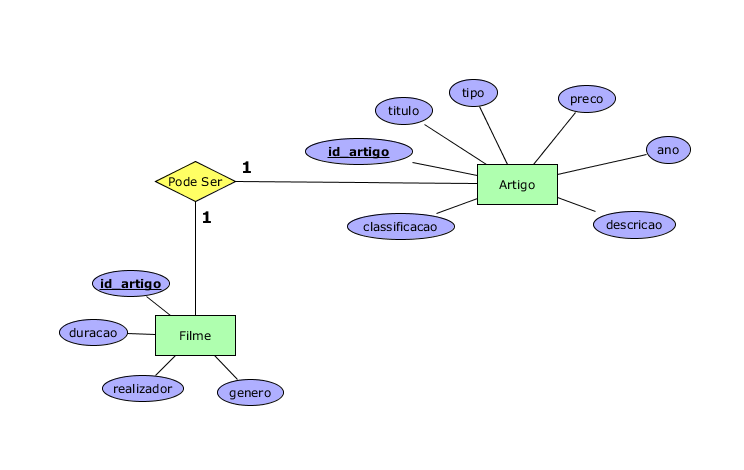 tipo
preco
titulo
id_artigo
ano
1
Pode Ser
Artigo
1
classificacao
descricao
id_artigo
duracao
Filme
realizador
genero